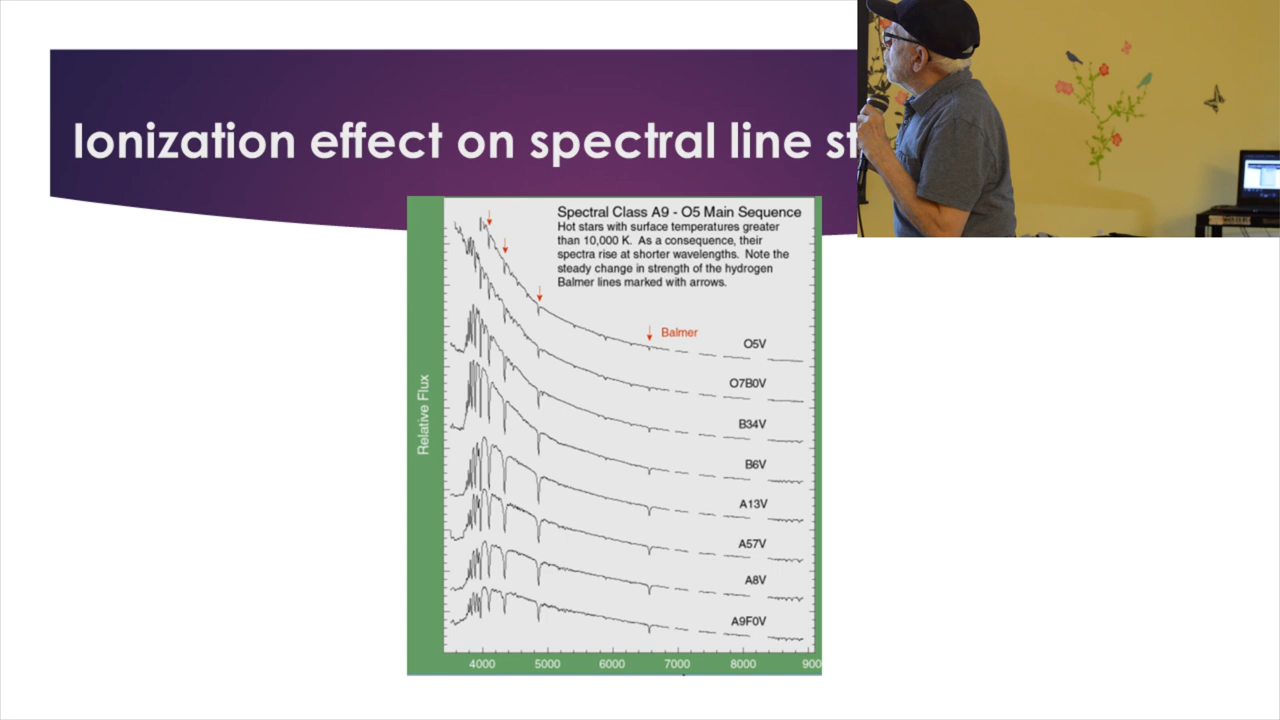 Ionization effect on spectral line st
Spectral Class A9 - O5 Main Sequence
Hot stars with surface temperatures greater
than 10,000 K. As a consequence, their
spectra rise at shorter wavelengths. Note the
steady change in strength of the hydrogen
Balmer lines marked with arrows.
Balmer
O5V
O7B0V
B34V
B6V
A13V
A57V
A8V
A9F0V
Relative Flux
4000 5000 6000 7000 8000 900